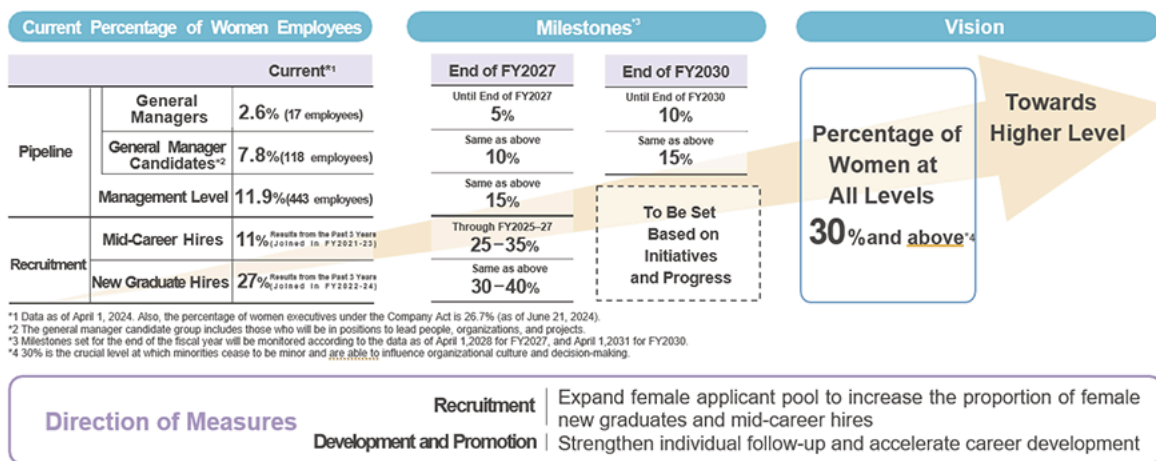 Current Percentage of Women Employees
Milestones*3
Vision
Current*1
End of FY2027
End of FY2030
Pipeline
General Managers
2.6% (17 employees)
Until End of FY2027
5%
Until End of FY2030
10%
General Manager Candidates*2
7.8%(118 employees)
Same as above
10%
Same as above
15%
Management Level
11.9%(443 employees)
Same as above
15%
To Be Set
Based on
Initiatives
and Progress
Recruitment
Mid-Career Hires
11% Results from the Past 3 Years
(Joined in FY2021-23)
Through FY2025–27
25–35%
New Graduate Hires
27% Results from the Past 3 Years
(Joined in FY2022-24)
Same as above
30–40%
Percentage of
Women at
All Levels
30%and above*4
Towards
Higher Level
*1 Data as of April 1, 2024. Also, the percentage of women executives under the Company Act is 26.7% (as of June 21, 2024).
*2 The general manager candidate group includes those who will be in positions to lead people, organizations, and projects.
*3 Milestones set for the end of the fiscal year will be monitored according to the data as of April 1,2028 for FY2027, and April 1,2031 for FY2030.
*4 30% is the crucial level at which minorities cease to be minor and are able to influence organizational culture and decision-making.
Direction of Measures
Recruitment
Expand female applicant pool to increase the proportion of female
new graduates and mid-career hires
Development and Promotion
Strengthen individual follow-up and accelerate career development